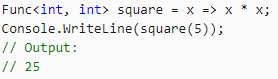 Func<int, int> square = x => x * x;
Console.WriteLine(square(5));
// Output:
// 25